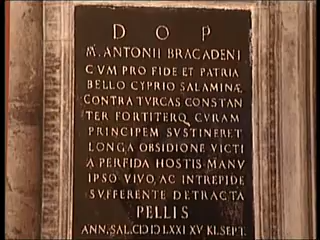 D O P
M. ANTONII BRAGADENI
CVM PRO FIDE ET PATRIA
BELLO CYPRIO SALAMINÆ
CONTRA TVRCAS CONSTAN
TER FORTITERQ. CVRAM
PRINCIPEM SVSTINERET
LONGA OBSIDIONE VICTI
A PERFIDA HOSTIS MANV
IPSO VIVO, AC INTREPIDE
SVFFERENTE DETRACTA
PELLIS
ANN. SAL. CIƆ IƆ LXXI XV KL. SEPT.